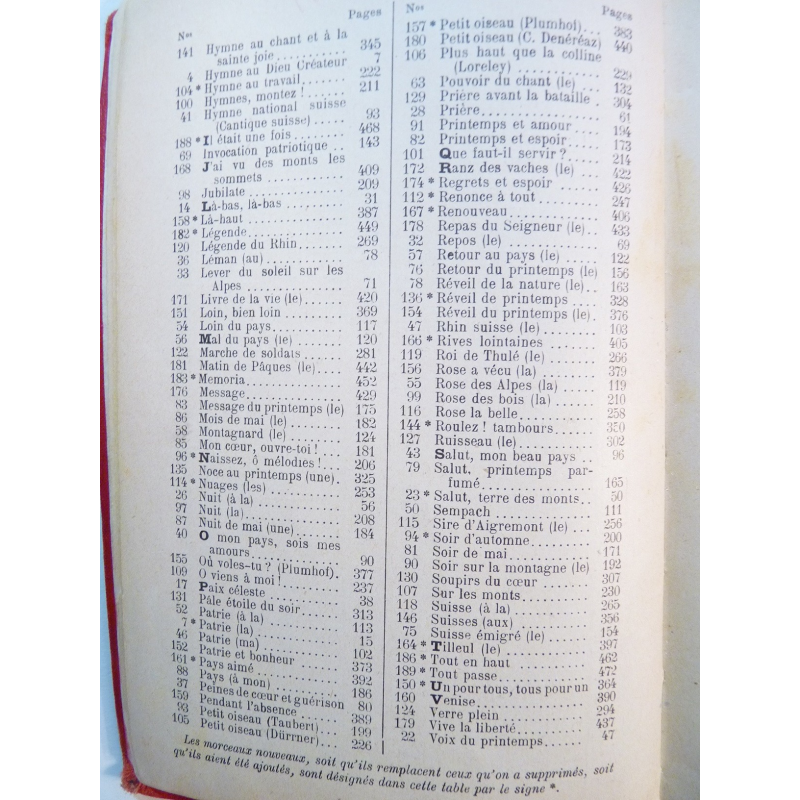 Nos Pages
141 Hymne au chant et à la
sainte joie........... 345
4 Hymne au Dieu Créateur 7
104 * Hymne au travail....... 222
100 Hymnes, montez!....... 211
41 Hymne national suisse
(Cantique suisse)..... 93
188 * Il était une fois........ 468
69 Invocation patriotique.. 143
168 J'ai vu des monts les
sommets............ 409
98 Jubilate............... 209
14 Là-bas, là-bas......... 31
158 * Là-haut............... 387
182 * Légende............... 449
120 Légende du Rhin....... 269
36 Léman (au)........... 78
33 Lever du soleil sur les
Alpes............... 71
171 Livre de la vie (le)...... 420
151 Loin, bien loin......... 369
54 Loin du pays.......... 117
56 Mal du pays (le)........ 120
122 Marche de soldats...... 281
181 Matin de Pâques (le).... 442
183 * Memoria.............. 452
176 Message.............. 429
83 Message du printemps (le) 175
86 Mois de mai (le)........ 182
58 Montagnard (le)........ 124
85 Mon cœur, ouvre-toi!... 181
96 * Naissez, ô mélodies!... 206
135 Noce au printemps (une). 325
114 * Nuages (les)........... 253
26 Nuit (à la)............. 56
97 Nuit (la).............. 208
87 Nuit de mai (une)...... 184
40 O mon pays, sois mes
amours.............. 90
155 Où voles-tu? (Plumhof). 377
109 O viens à moi!........ 237
17 Paix céleste........... 38
131 Pâle étoile du soir...... 313
52 Patrie (à la)........... 113
7 * Patrie (la)............ 15
46 Patrie (ma)........... 102
152 Patrie et bonheur...... 373
161 * Pays aimé............ 392
88 Pays (à mon).......... 186
37 Peines de cœur et guérison 80
159 Pendant l'absence...... 389
93 Petit oiseau (Taubert)... 199
105 Petit oiseau (Dürrner)... 226
Nos Pages
157 * Petit oiseau (Plumhof)... 383
180 Petit oiseau (C. Denéréaz) 440
106 Plus haut que la colline
(Loreley)............ 229
63 Pouvoir du chant (le)... 132
129 Prière avant la bataille. 304
28 Prière................ 61
91 Printemps et amour.... 194
82 Printemps et espoir..... 173
101 Que faut-il servir?..... 214
172 Ranz des vaches (le).... 422
174 * Regrets et espoir...... 426
112 * Renonce à tout........ 247
167 * Renouveau........... 406
178 Repas du Seigneur (le).. 433
32 Repos (le)............ 69
57 Retour au pays (le)..... 122
76 Retour du printemps (le) 156
78 Réveil de la nature (le).. 163
136 * Réveil de printemps.... 328
154 Réveil du printemps (le). 376
47 Rhin suisse (le)........ 103
166 * Rives lointaines....... 405
119 Roi de Thulé (le)....... 266
156 Rose a vécu (la)....... 379
55 Rose des Alpes (la).... 119
99 Rose des bois (la)...... 210
116 Rose la belle.......... 258
144 * Roulez! tambours...... 350
127 Ruisseau (le).......... 302
43 Salut, mon beau pays.. 96
79 Salut, printemps par-
fumé............... 165
23 * Salut, terre des monts.. 50
50 Sempach............. 111
115 Sire d'Aigremont (le)... 256
94 * Soir d'automne........ 200
81 Soir de mai........... 171
90 Soir sur la montagne (le) 192
130 Soupirs du cœur....... 307
107 Sur les monts......... 230
118 Suisse (à la).......... 265
146 Suisses (aux)......... 356
75 Suisse émigré (le)...... 154
164 * Tilleul (le)............ 397
186 * Tout en haut.......... 462
189 * Tout passe............ 472
150 * Un pour tous, tous pour un 364
160 Venise............... 390
124 Verre plein........... 294
179 Vive la liberté......... 437
22 Voix du printemps..... 47
Les morceaux nouveaux, soit qu'ils remplacent ceux qu'on a supprimés, soit
qu'ils aient été ajoutés, sont désignés dans cette table par le signe *.